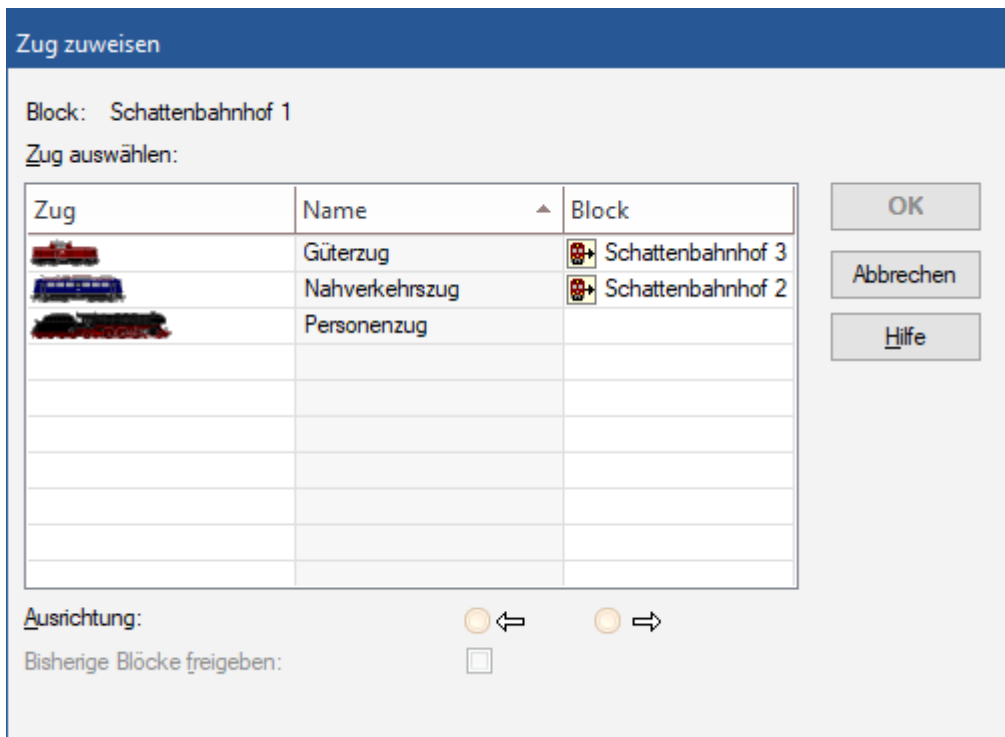 Zug zuweisen
Block: Schattenbahnhof 1
Zug auswählen:
Zug Name Block
Güterzug Schattenbahnhof 3
Nahverkehrszug Schattenbahnhof 2
Personenzug
OK
Abbrechen
Hilfe
Ausrichtung:
Bisherige Blöcke freigeben: